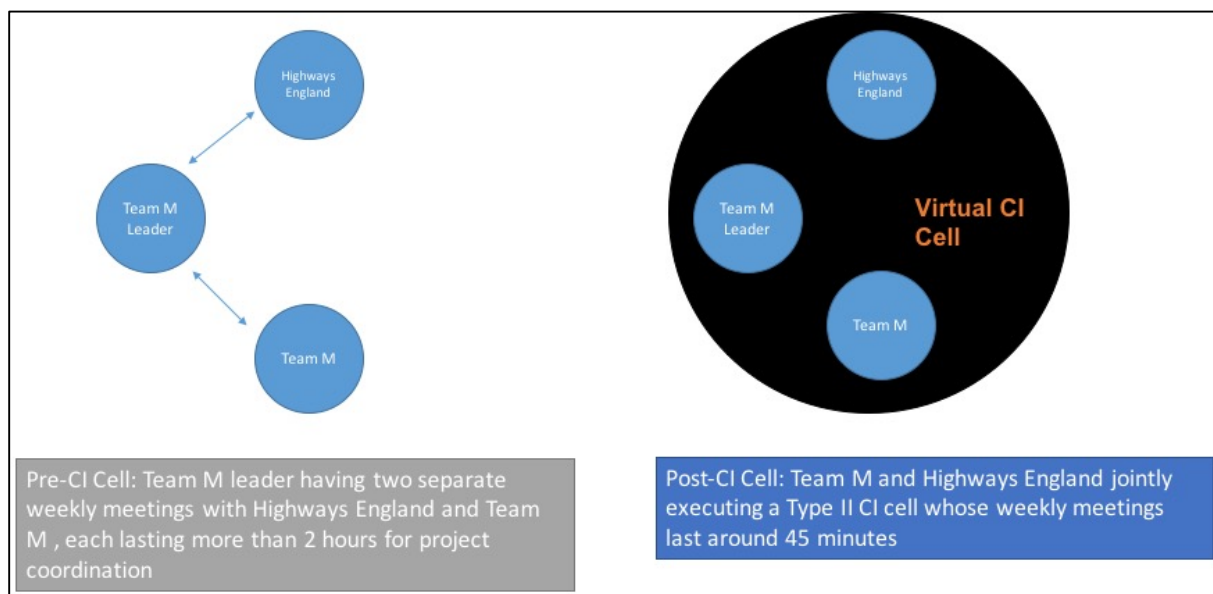 Highways
England
Team M
Leader
Team M
Highways
England
Team M
Leader
Virtual CI
Cell
Team M
Pre-CI Cell: Team M leader having two separate
weekly meetings with Highways England and Team
M , each lasting more than 2 hours for project
coordination
Post-CI Cell: Team M and Highways England jointly
executing a Type II CI cell whose weekly meetings
last around 45 minutes